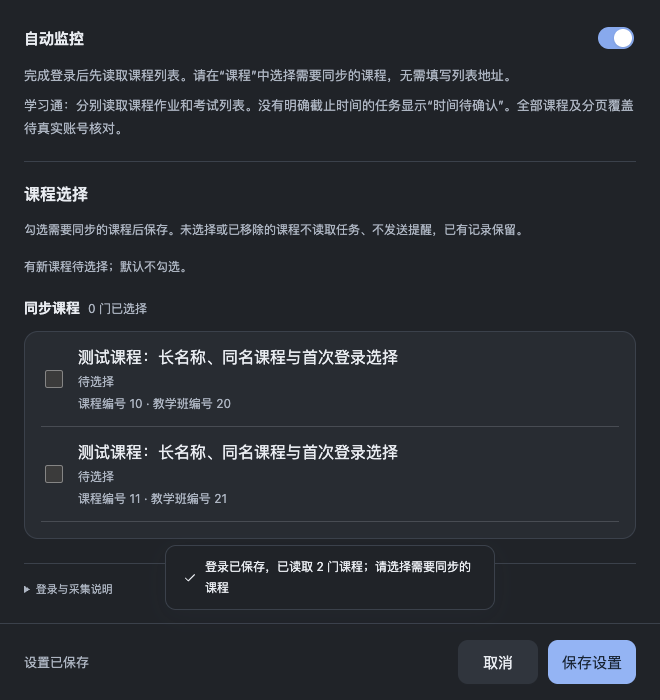 自动监控
完成登录后先读取课程列表。请在“课程”中选择需要同步的课程，无需填写列表地址。
学习通：分别读取课程作业和考试列表。没有明确截止时间的任务显示“时间待确认”。全部课程及分页覆盖
待真实账号核对。
课程选择
勾选需要同步的课程后保存。未选择或已移除的课程不读取任务、不发送提醒，已有记录保留。
有新课程待选择；默认不勾选。
同步课程 0 门已选择
测试课程：长名称、同名课程与首次登录选择
待选择
课程编号 10 · 教学班编号 20
测试课程：长名称、同名课程与首次登录选择
待选择
课程编号 11 · 教学班编号 21
登录已保存，已读取 2 门课程；请选择需要同步的
课程
登录与采集说明
设置已保存
取消
保存设置